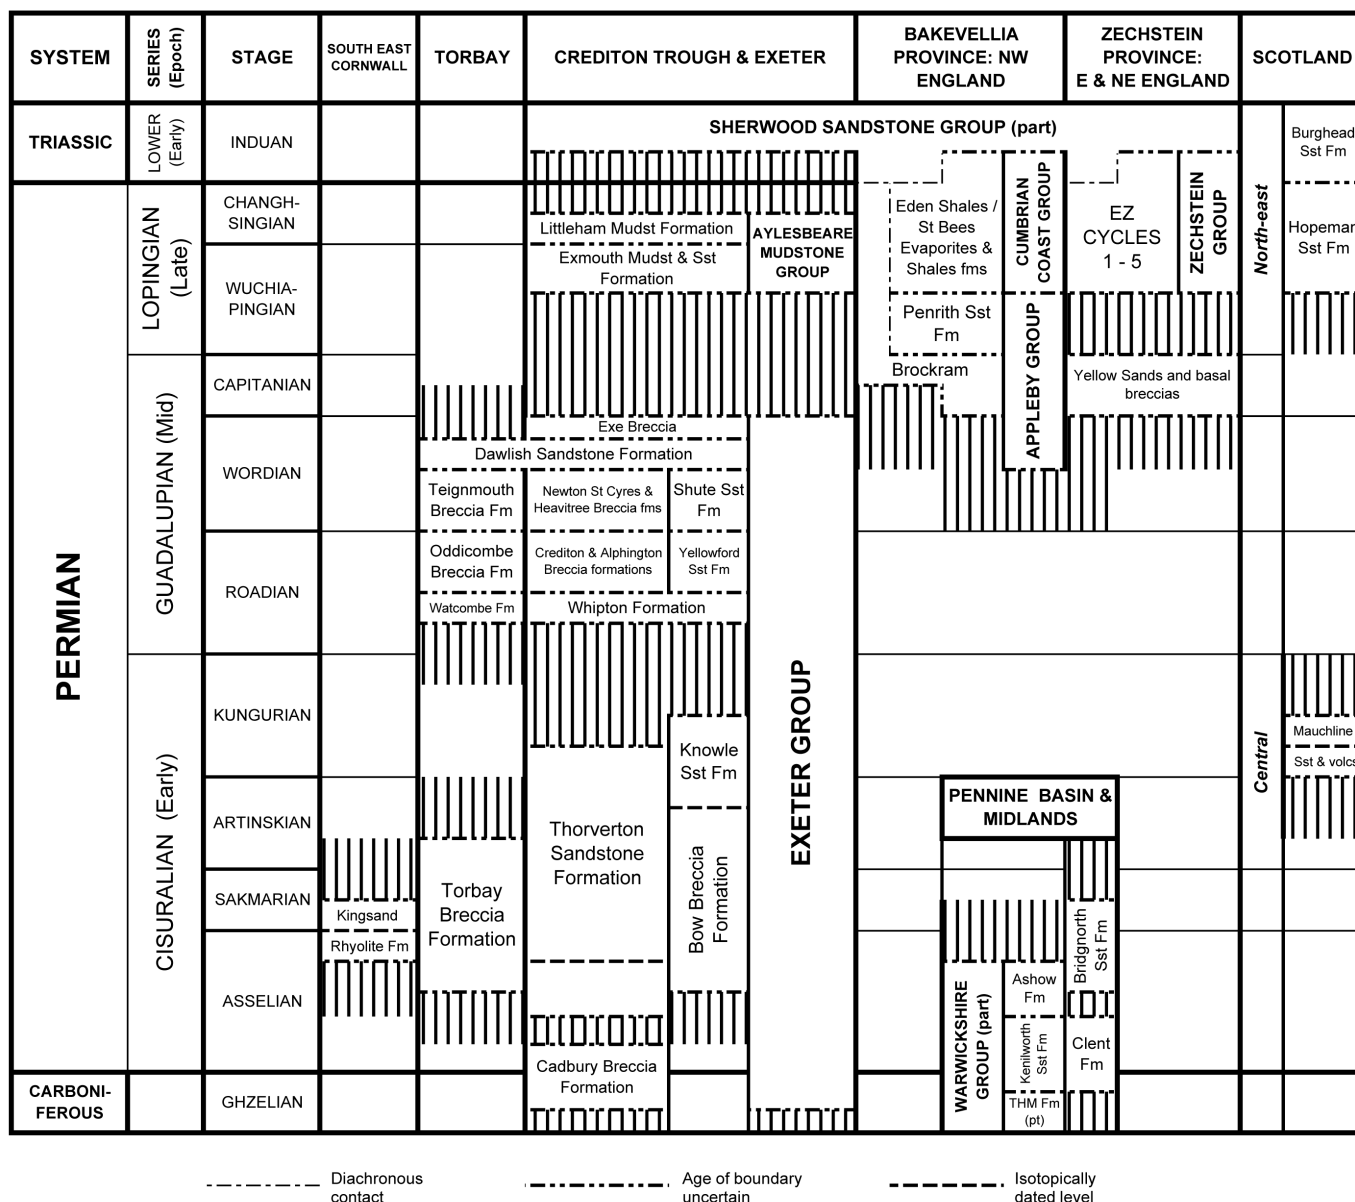 SYSTEM
SERIES
(Epoch)
STAGE
SOUTH EAST
CORNWALL
TORBAY
CREDITON TROUGH & EXETER
BAKEVELLIA
PROVINCE: NW
ENGLAND
ZECHSTEIN
PROVINCE:
E & NE ENGLAND
SCOTLAND
TRIASSIC
LOWER
(Early)
INDUAN
SHERWOOD SANDSTONE GROUP (part)
Burghead
Sst Fm
PERMIAN
LOPINGIAN
(Late)
CHANGH-
SINGIAN
WUCHIA-
PINGIAN
Littleham Mudst Formation
Exmouth Mudst & Sst
Formation
AYLESBEARE
MUDSTONE
GROUP
Eden Shales /
St Bees
Evaporites &
Shales fms
CUMBRIAN
COAST GROUP
EZ
CYCLES
1 - 5
ZECHSTEIN
GROUP
North-east
Hopeman
Sst Fm
Penrith Sst
Fm
APPLEBY GROUP
GUADALUPIAN (Mid)
CAPITANIAN
Brockram
Yellow Sands and basal
breccias
WORDIAN
Exe Breccia
Dawlish Sandstone Formation
Teignmouth
Breccia Fm
Newton St Cyres &
Heavitree Breccia fms
Shute Sst
Fm
ROADIAN
Oddicombe
Breccia Fm
Crediton & Alphington
Breccia formations
Yellowford
Sst Fm
Watcombe Fm
Whipton Formation
EXETER GROUP
CISURALIAN (Early)
KUNGURIAN
Knowle
Sst Fm
Central
Mauchline
Sst & volcs
ARTINSKIAN
Thorverton
Sandstone
Formation
PENNINE BASIN &
MIDLANDS
SAKMARIAN
Kingsand
Rhyolite Fm
Torbay
Breccia
Formation
Bow Breccia
Formation
Bridgnorth
Sst Fm
ASSELIAN
WARWICKSHIRE
GROUP (part)
Ashow
Fm
Kenilworth
Sst Fm
Clent
Fm
Cadbury Breccia
Formation
CARBONI-
FEROUS
GHZELIAN
THM Fm
(pt)
Diachronous
contact
Age of boundary
uncertain
Isotopically
dated level